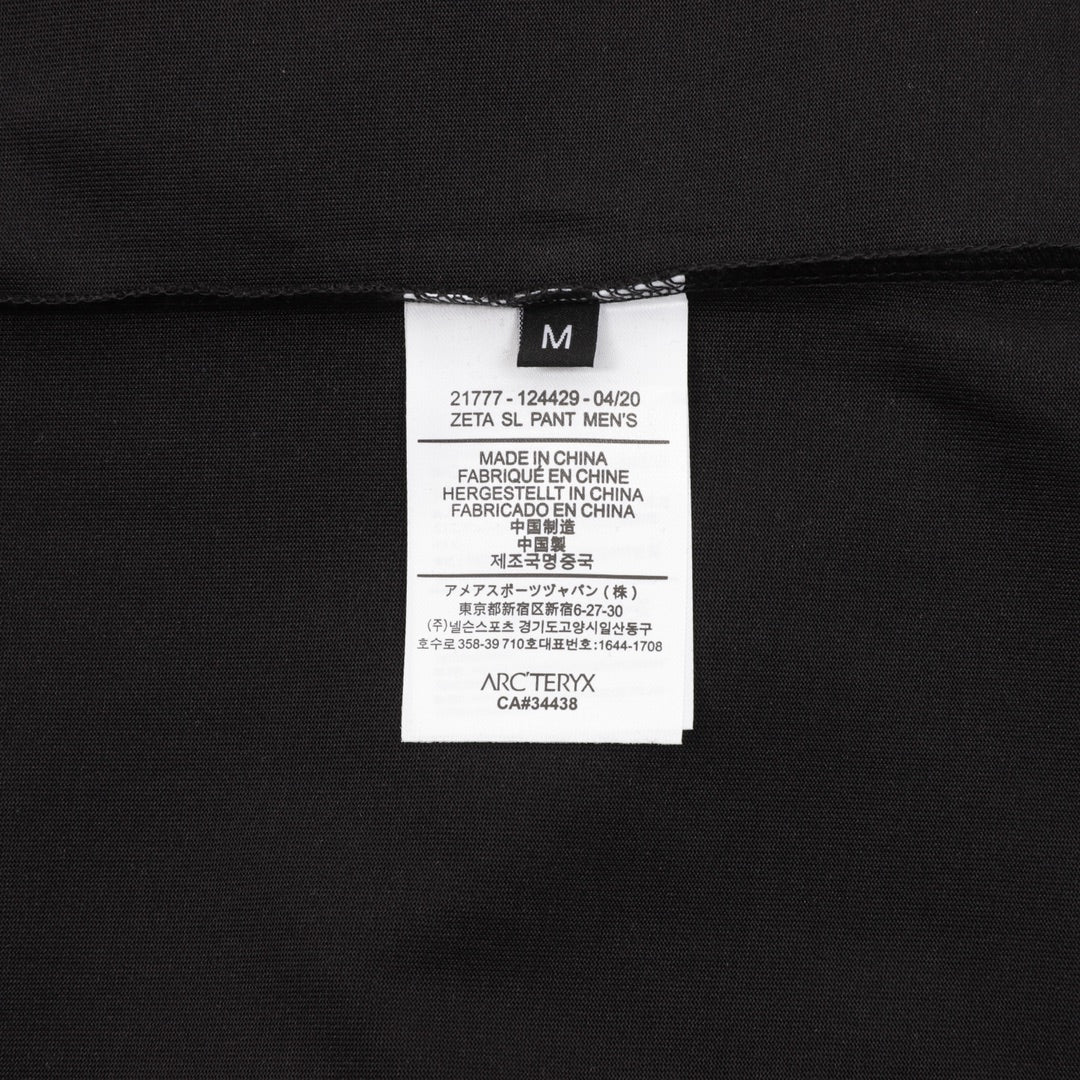 M
21777 - 124429 - 04/20
ZETA SL PANT MEN'S
MADE IN CHINA
FABRIQUÉ EN CHINE
HERGESTELLT IN CHINA
FABRICADO EN CHINA
中国制造
中国製
제조국명중국
アメアスポーツヅャパン (株)
東京都新宿区新宿6-27-30
(주)넬슨스포츠 경기도고양시일산동구
호수로 358-39 710호대표번호:1644-1708
ARC'TERYX
CA#34438